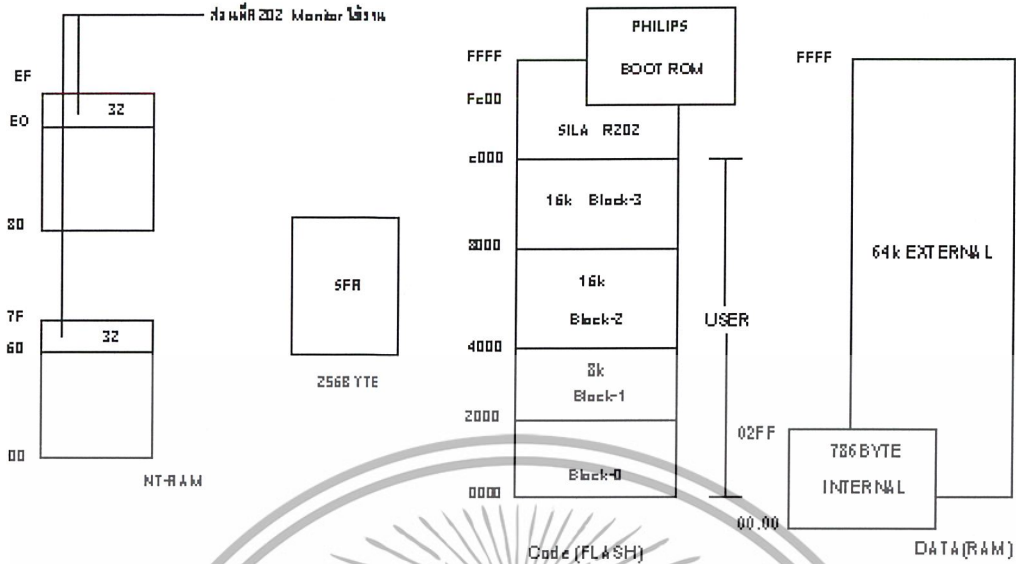 ส่วนที่R202 Monitor ใช้งาน
EF
32
E0
80
7F
32
60
00
INT-RAM
SFR
256BYTE
PHILIPS
BOOT ROM
FFFF
Fc00
SILA R202
c000
16k Block-3
8000
16k
Block-2
4000
8k
Block-1
2000
Block-0
0000
Code(FLASH)
USER
FFFF
64k EXTERNAL
02FF
786BYTE
INTERNAL
00.00
DATA(RAM)